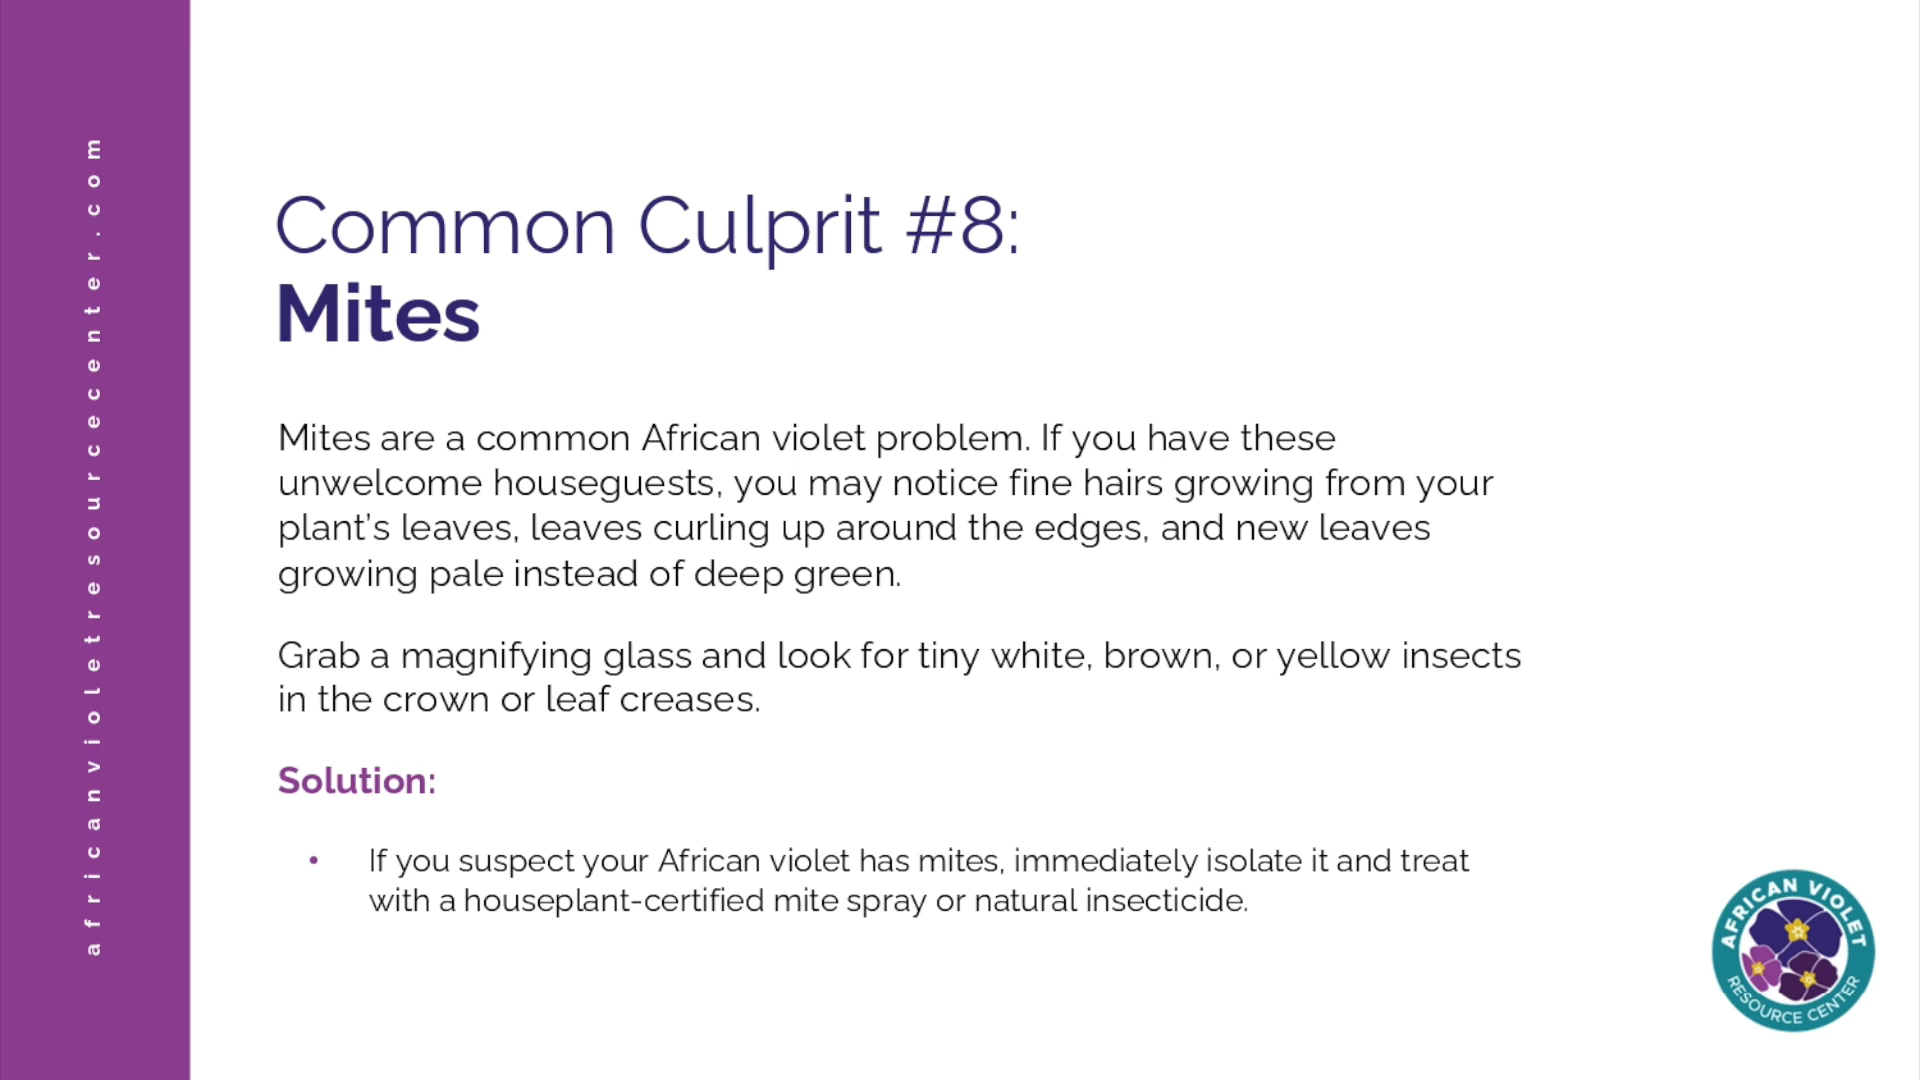 africanvioletresourcecenter.com
Common Culprit #8:
Mites
Mites are a common African violet problem. If you have these
unwelcome houseguests, you may notice fine hairs growing from your
plant’s leaves, leaves curling up around the edges, and new leaves
growing pale instead of deep green.
Grab a magnifying glass and look for tiny white, brown, or yellow insects
in the crown or leaf creases.
Solution:
• If you suspect your African violet has mites, immediately isolate it and treat
with a houseplant-certified mite spray or natural insecticide.
AFRICAN VIOLET
RESOURCE CENTER